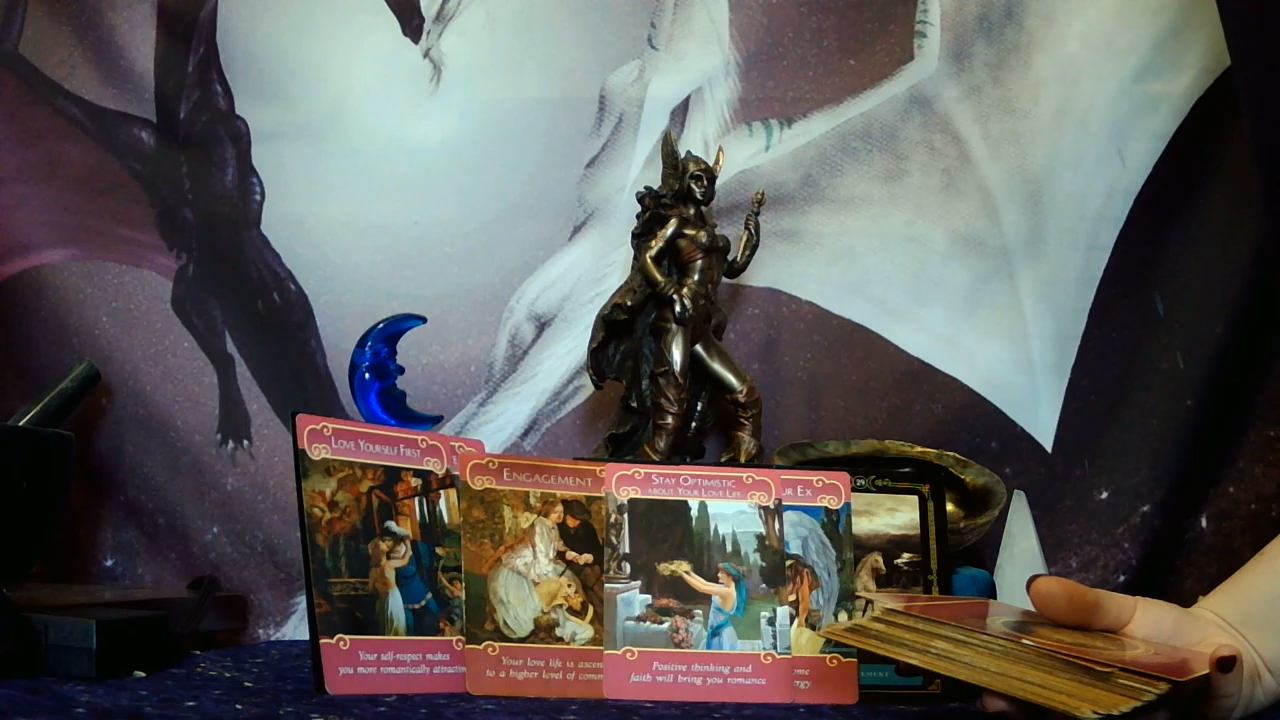 LOVE YOURSELF FIRST
Your self-respect makes
you more romantically attractin
E
ENGAGEMENT
Your love life is ascen
to a higher level of comm
STAY OPTIMISTIC
ABOUT YOUR LOVE LIFE
Positive thinking and
faith will bring you romance
UR EX
ome
rgy
29
EMENT